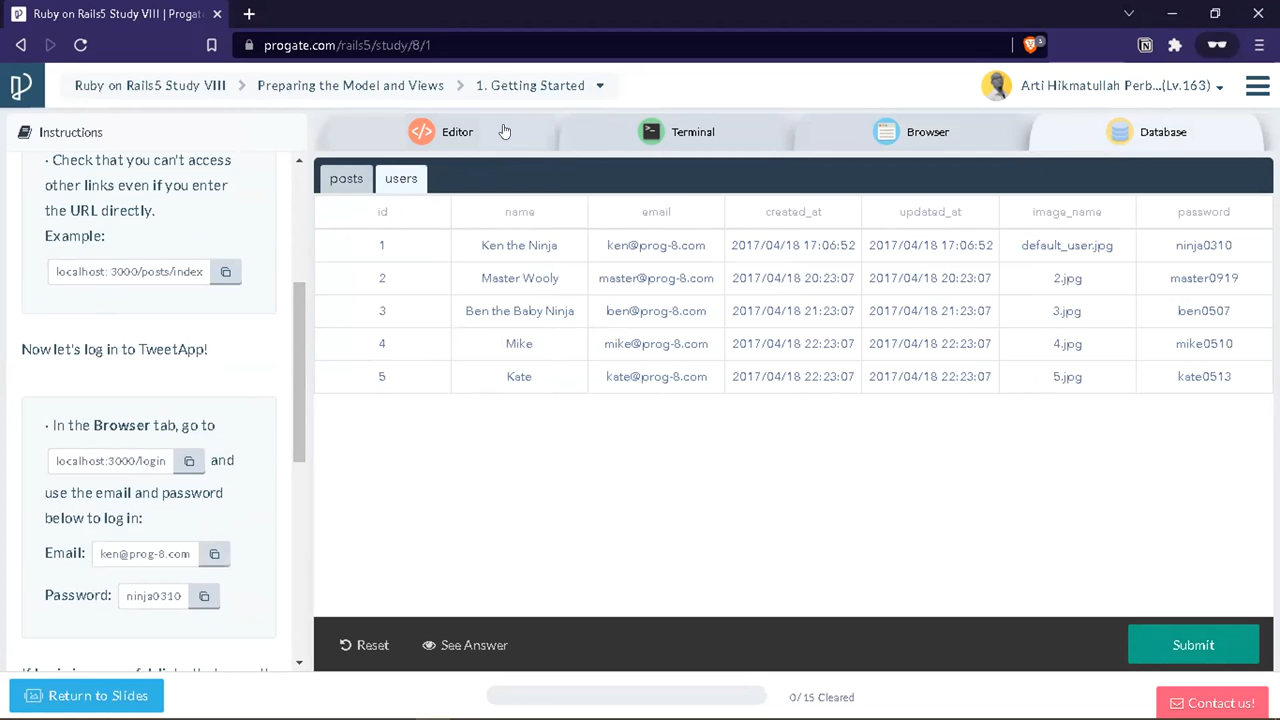 Ruby on Rails5 Study VIII | Progate
progate.com/rails5/study/8/1
3
Ruby on Rails5 Study VIII
Preparing the Model and Views
1. Getting Started
Arti Hikmatullah Perb...(Lv.163)
Instructions
Editor
Terminal
Browser
Database
· Check that you can't access
other links even if you enter
the URL directly.
Example:
localhost: 3000/posts/index
Now let's log in to TweetApp!
· In the Browser tab, go to
localhost:3000/login and
use the email and password
below to log in:
Email: ken@prog-8.com
Password: ninja0310
posts users
id name email created_at updated_at image_name password
1 Ken the Ninja ken@prog-8.com 2017/04/18 17:06:52 2017/04/18 17:06:52 default_user.jpg ninja0310
2 Master Wooly master@prog-8.com 2017/04/18 20:23:07 2017/04/18 20:23:07 2.jpg master0919
3 Ben the Baby Ninja ben@prog-8.com 2017/04/18 21:23:07 2017/04/18 21:23:07 3.jpg ben0507
4 Mike mike@prog-8.com 2017/04/18 22:23:07 2017/04/18 22:23:07 4.jpg mike0510
5 Kate kate@prog-8.com 2017/04/18 22:23:07 2017/04/18 22:23:07 5.jpg kate0513
Reset
See Answer
Submit
Return to Slides
0/15 Cleared
Contact us!